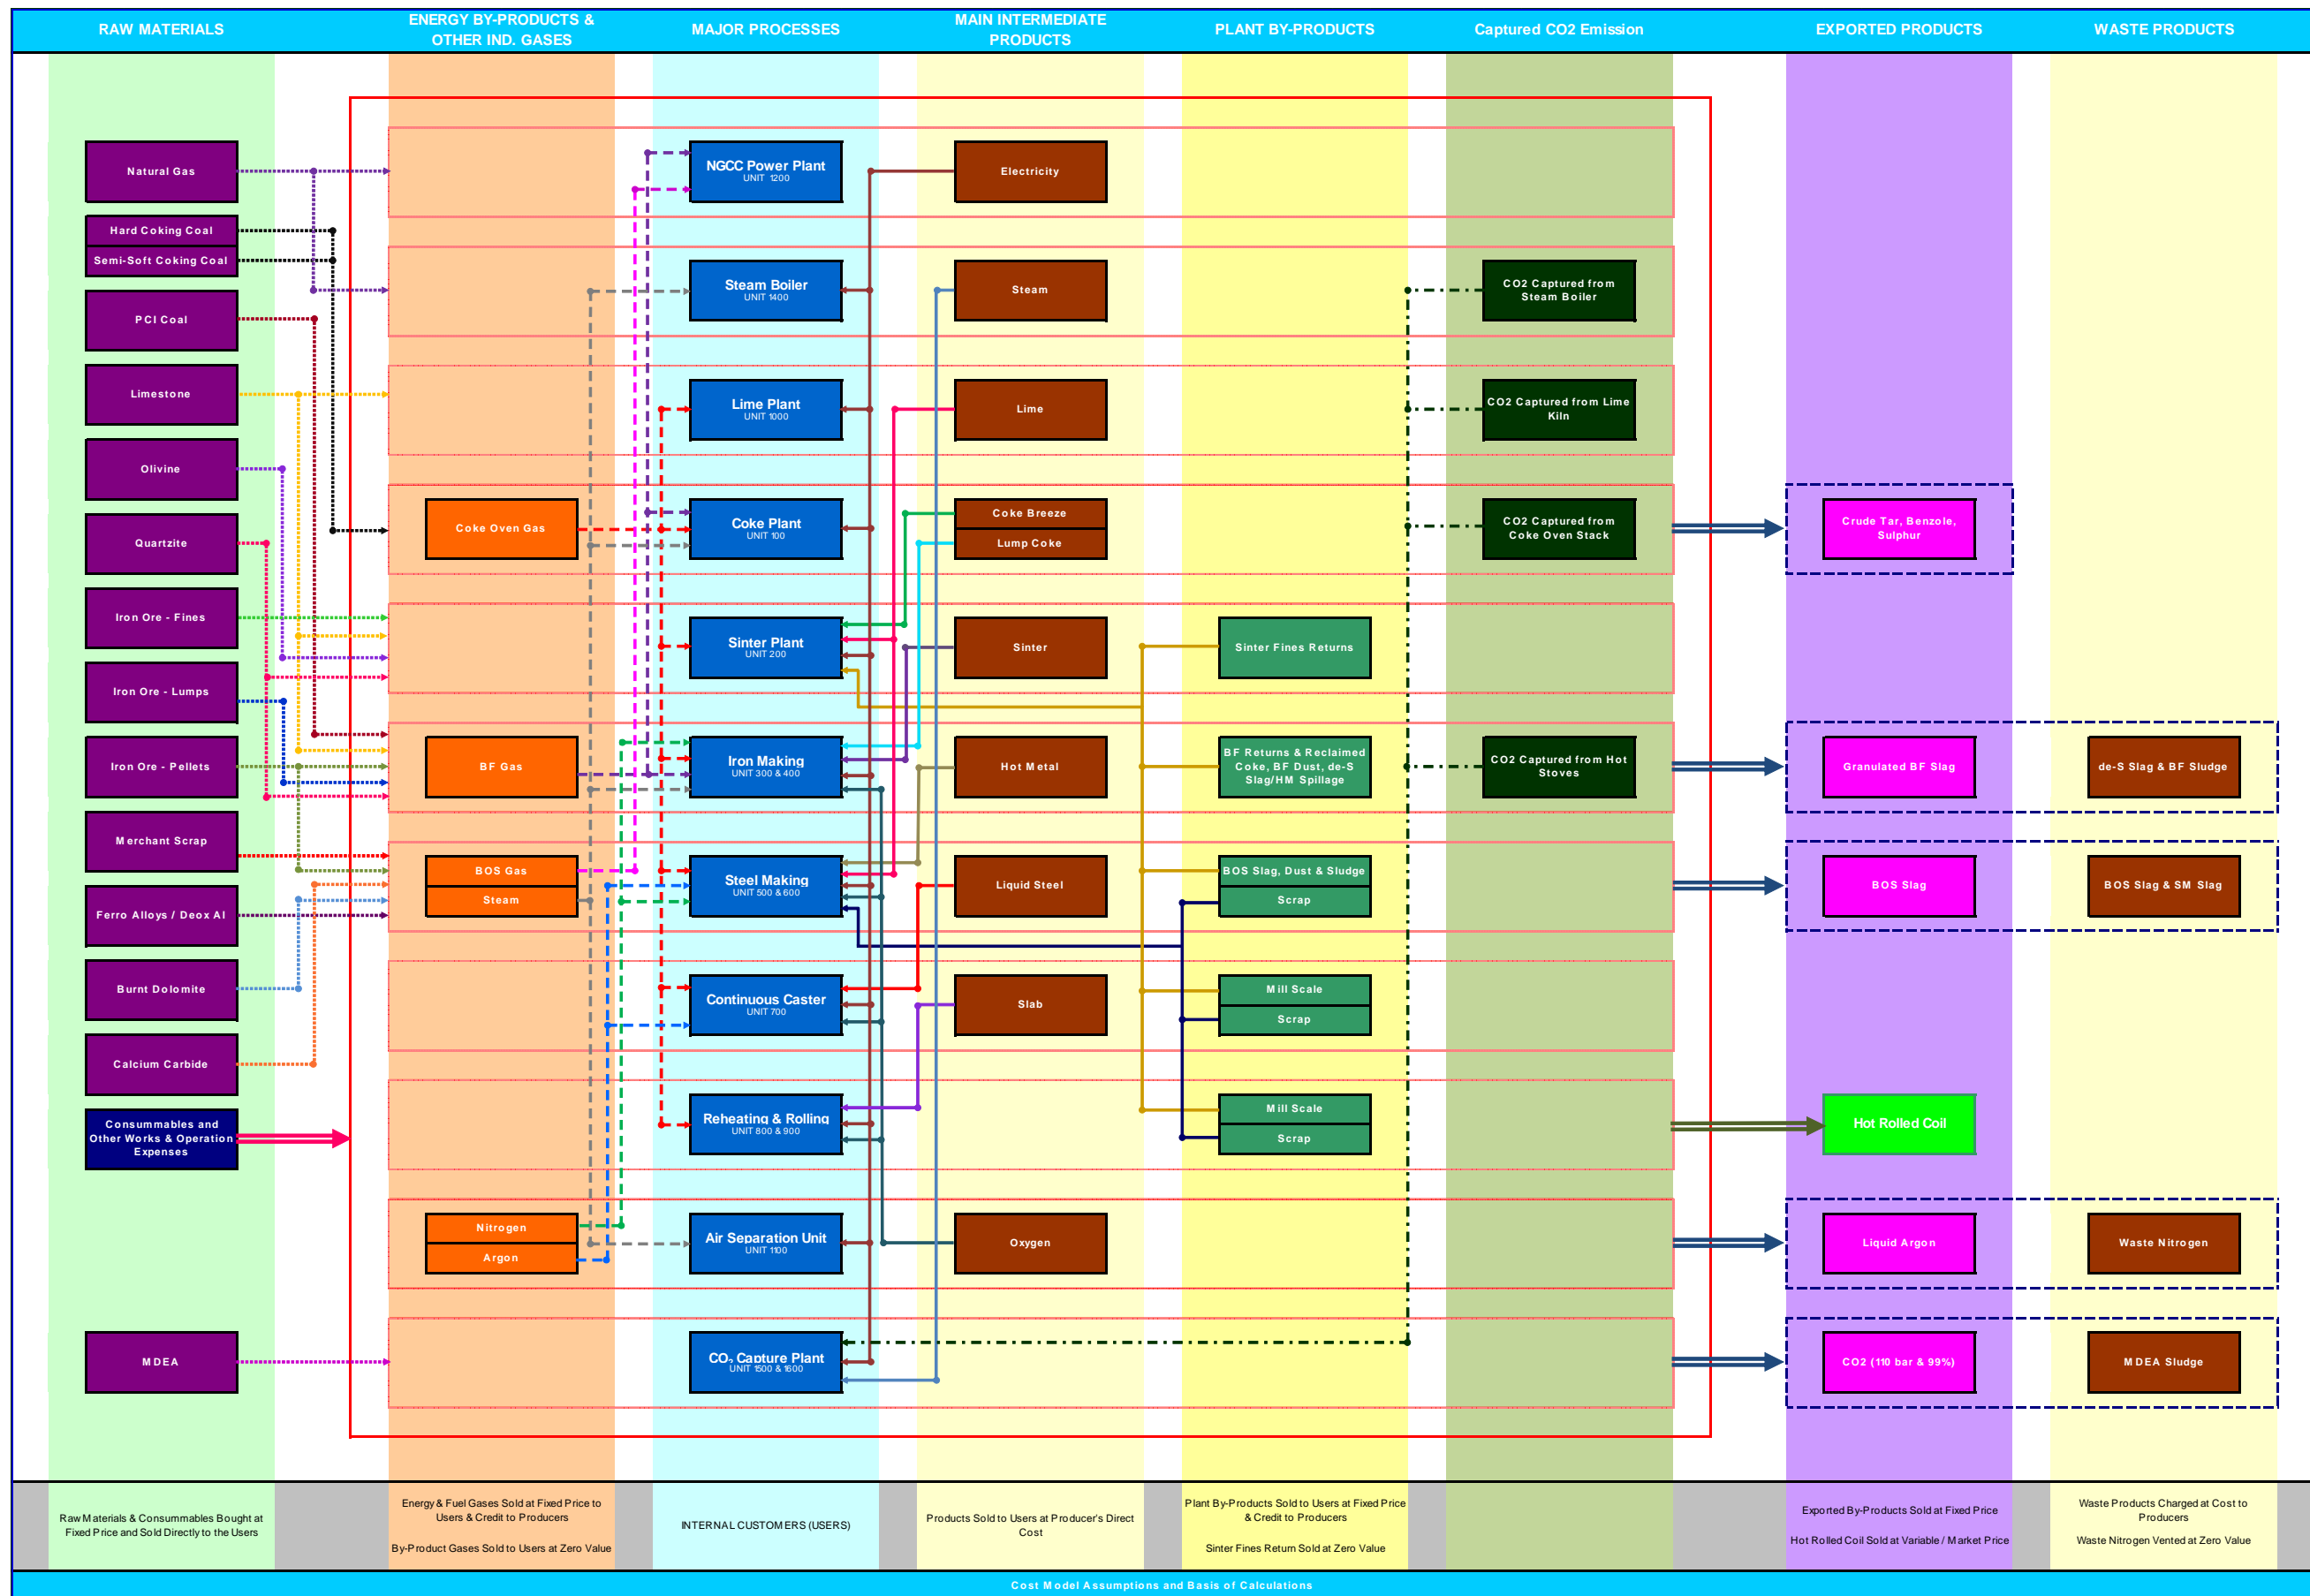 RAW MATERIALS
ENERGY BY-PRODUCTS &
OTHER IND. GASES
MAJOR PROCESSES
MAIN INTERMEDIATE
PRODUCTS
PLANT BY-PRODUCTS
Captured CO2 Emission
EXPORTED PRODUCTS
WASTE PRODUCTS
Natural Gas
Hard Coking Coal
Semi-Soft Coking Coal
PCI Coal
Limestone
Olivine
Quartzite
Iron Ore - Fines
Iron Ore - Lumps
Iron Ore - Pellets
Merchant Scrap
Ferro Alloys / Deox Al
Burnt Dolomite
Calcium Carbide
Consummables and
Other Works & Operation
Expenses
MDEA
Coke Oven Gas
BF Gas
BOS Gas
Steam
Nitrogen
Argon
NGCC Power Plant
UNIT 1200
Steam Boiler
UNIT 1400
Lime Plant
UNIT 1000
Coke Plant
UNIT 100
Sinter Plant
UNIT 200
Iron Making
UNIT 300 & 400
Steel Making
UNIT 500 & 600
Continuous Caster
UNIT 700
Reheating & Rolling
UNIT 800 & 900
Air Separation Unit
UNIT 1100
CO₂ Capture Plant
UNIT 1500 & 1600
Electricity
Steam
Lime
Coke Breeze
Lump Coke
Sinter
Hot Metal
Liquid Steel
Slab
Oxygen
Sinter Fines Returns
BF Returns & Reclaimed
Coke, BF Dust, de-S
Slag/HM Spillage
BOS Slag, Dust & Sludge
Scrap
Mill Scale
Scrap
Mill Scale
Scrap
CO2 Captured from
Steam Boiler
CO2 Captured from Lime
Kiln
CO2 Captured from
Coke Oven Stack
CO2 Captured from Hot
Stoves
Crude Tar, Benzole,
Sulphur
Granulated BF Slag
BOS Slag
Hot Rolled Coil
Liquid Argon
CO2 (110 bar & 99%)
de-S Slag & BF Sludge
BOS Slag & SM Slag
Waste Nitrogen
MDEA Sludge
Raw Materials & Consummables Bought at
Fixed Price and Sold Directly to the Users
Energy & Fuel Gases Sold at Fixed Price to
Users & Credit to Producers
By-Product Gases Sold to Users at Zero Value
INTERNAL CUSTOMERS (USERS)
Products Sold to Users at Producer's Direct
Cost
Plant By-Products Sold to Users at Fixed Price
& Credit to Producers
Sinter Fines Return Sold at Zero Value
Exported By-Products Sold at Fixed Price
Hot Rolled Coil Sold at Variable / Market Price
Waste Products Charged at Cost to
Producers
Waste Nitrogen Vented at Zero Value
Cost Model Assumptions and Basis of Calculations